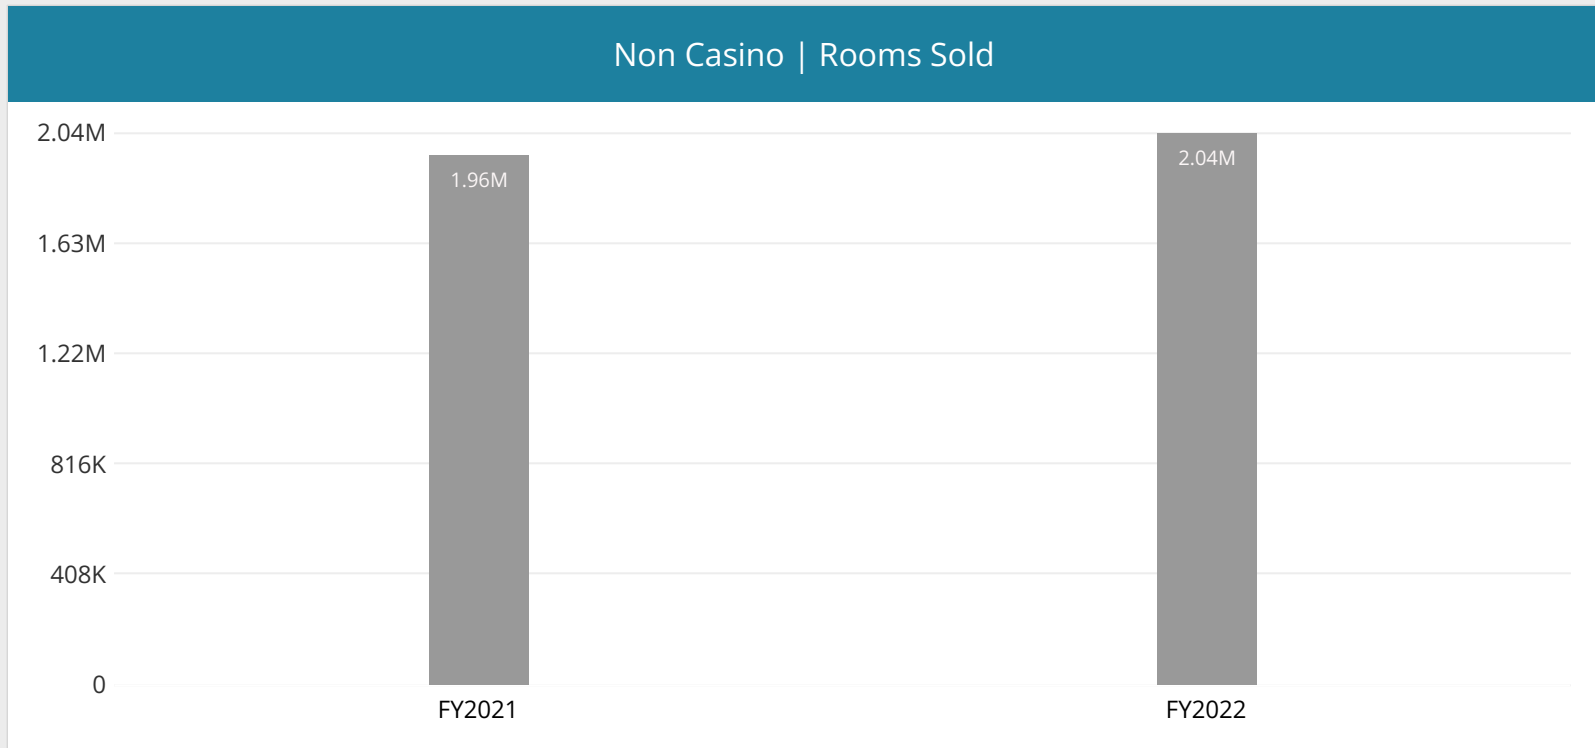 Non Casino | Rooms Sold
2.04M
1.96M
2.04M
1.63M
1.22M
816K
408K
0
FY2021
FY2022